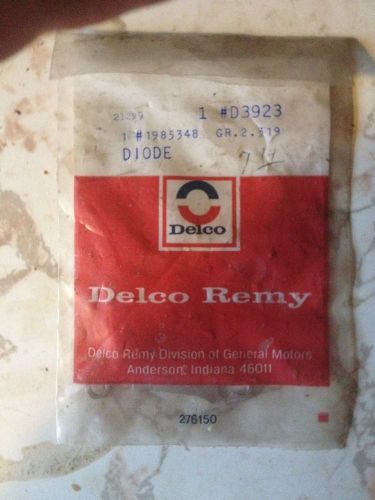 1 #D3923
1 #1985348 GR.2.319
DIODE
Delco
Delco Remy
Delco Remy Division of General Motors
Anderson, Indiana 46011
276150